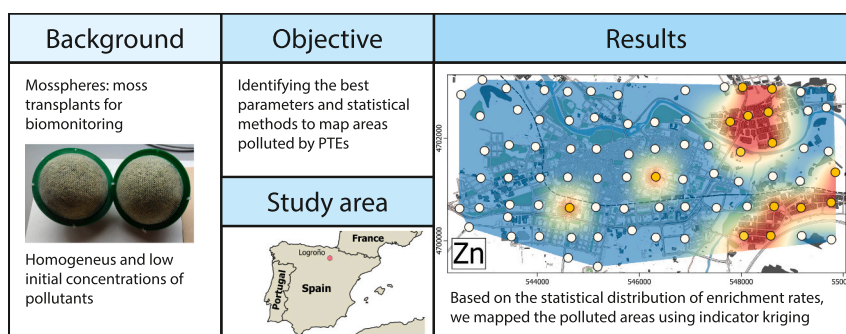 Background
Mosspheres: moss
transplants for
biomonitoring
Homogeneus and low
initial concentrations of
pollutants
Objective
Identifying the best
parameters and statistical
methods to map areas
polluted by PTEs
Study area
France
Logroño
Portugal
Spain
Results
4702000
4700000
Zn
544000 546000 548000 5500
Based on the statistical distribution of enrichment rates,
we mapped the polluted areas using indicator kriging